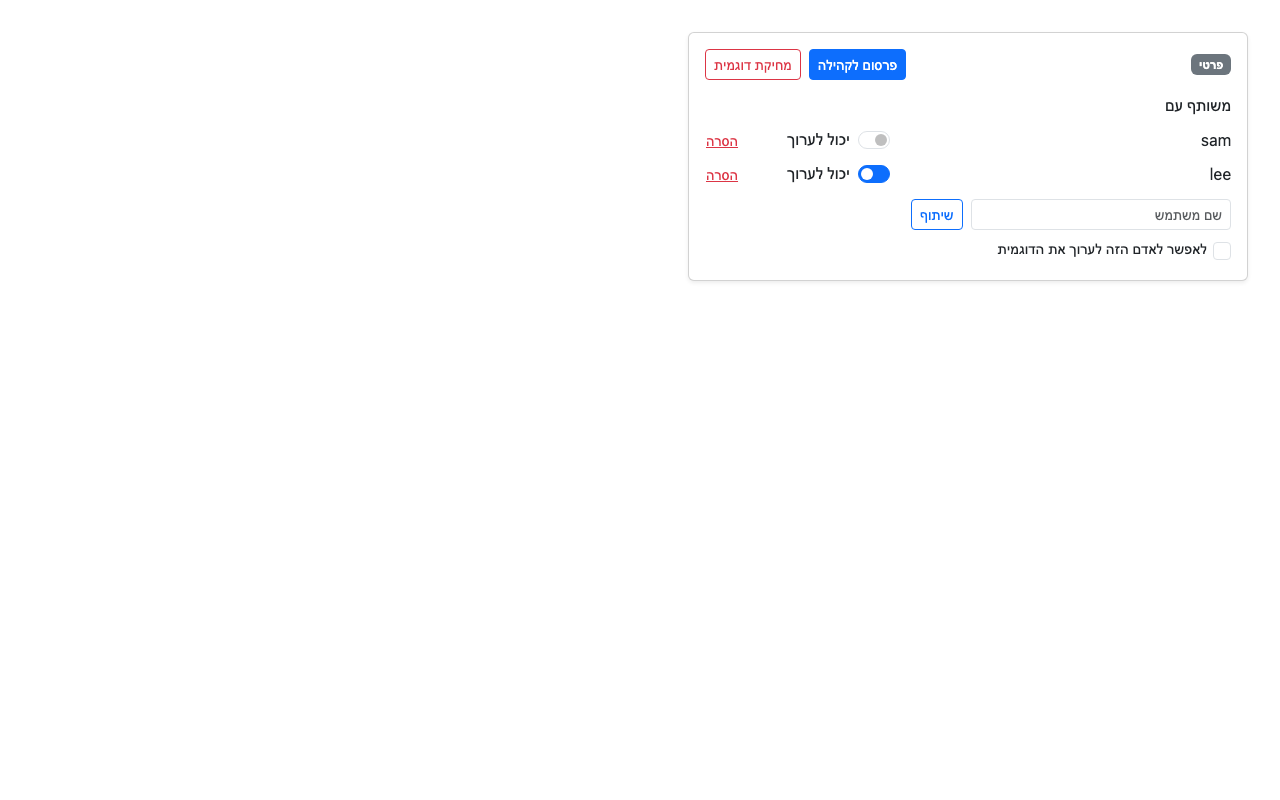 פרטי פרסום לקהילה מחיקת דוגמית
משותף עם
sam יכול לערוך הסרה
lee יכול לערוך הסרה
שם משתמש שיתוף
לאפשר לאדם הזה לערוך את הדוגמית